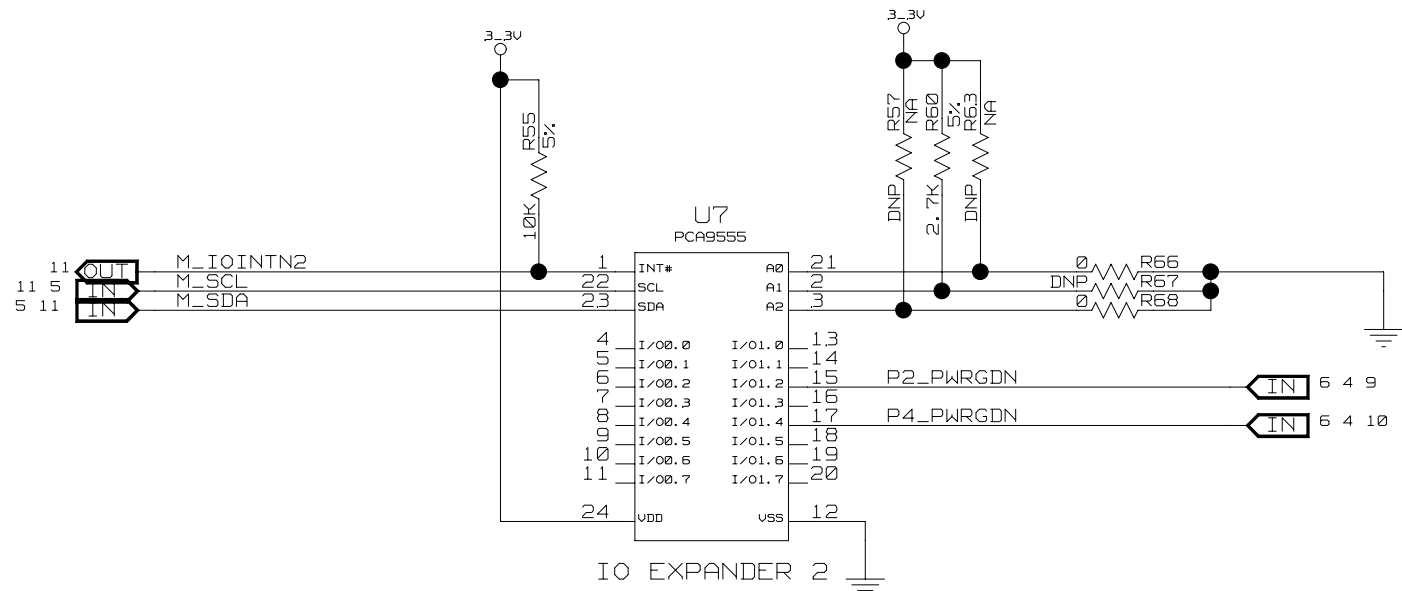 3_3V
3_3V
R55
5%
10K
R57
NA
DNP
R60
5%
2.7K
R63
NA
DNP
U7
PCA9555
11 OUT M_IOINTN2 1 INT# A0 21 0 R66
11 5 IN M_SCL 22 SCL A1 2 DNP R67
5 11 IN M_SDA 23 SDA A2 3 0 R68
4 I/O0.0 I/O1.0 13
5 I/O0.1 I/O1.1 14
6 I/O0.2 I/O1.2 15 P2_PWRGDN IN 6 4 9
7 I/O0.3 I/O1.3 16
8 I/O0.4 I/O1.4 17 P4_PWRGDN IN 6 4 10
9 I/O0.5 I/O1.5 18
10 I/O0.6 I/O1.6 19
11 I/O0.7 I/O1.7 20
24 VDD VSS 12
IO EXPANDER 2